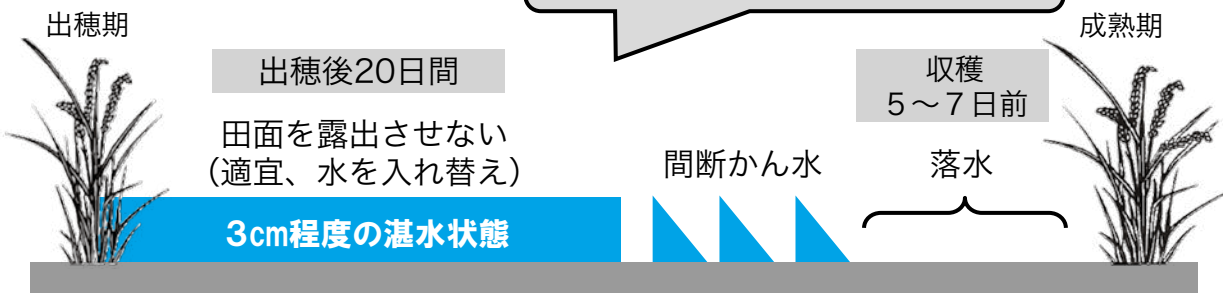 出穂期
成熟期
出穂後20日間
収穫
5～7日前
田面を露出させない
(適宜、水を入れ替え)
間断かん水
落水
3cm程度の湛水状態